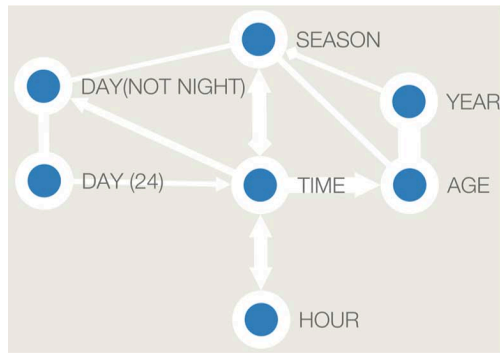 SEASON
DAY(NOT NIGHT)
YEAR
DAY (24)
TIME
AGE
HOUR